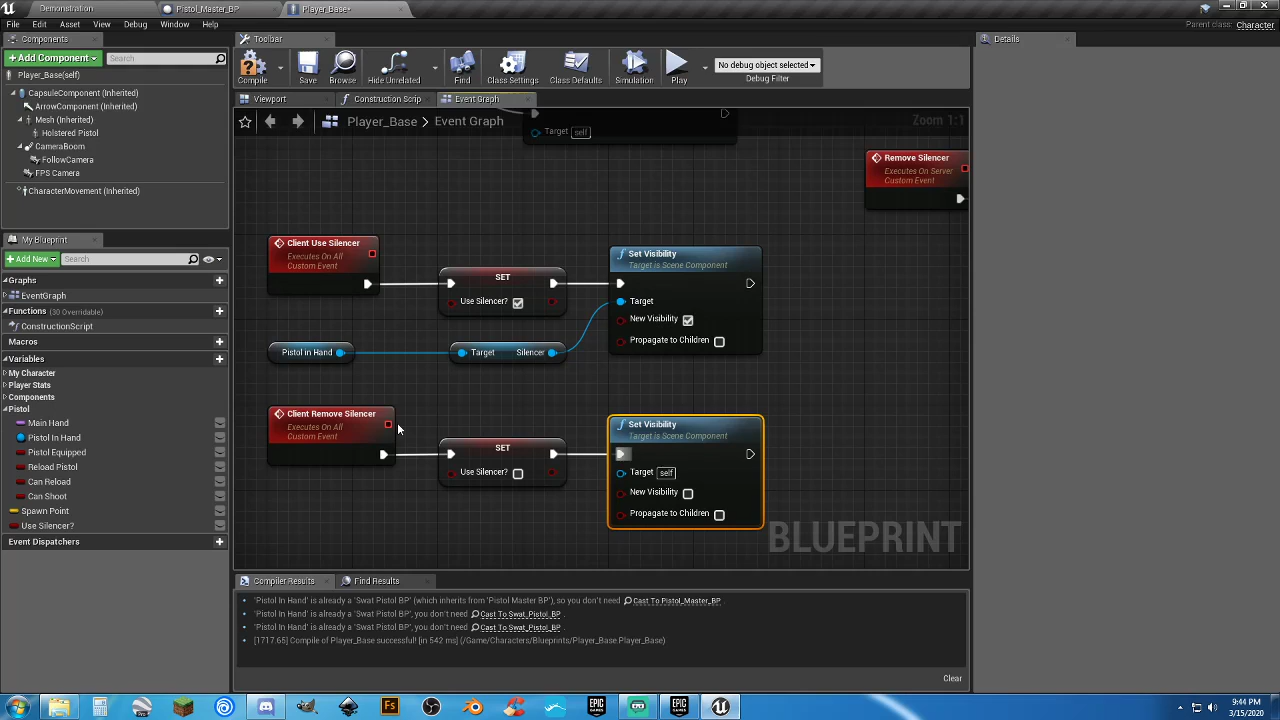 Demonstration
Pistol_Master_BP
Player_Base*
File
Edit
Asset
View
Debug
Window
Help
Parent class: Character
Components
+Add Component
Search
Player_Base(self)
CapsuleComponent (Inherited)
ArrowComponent (Inherited)
Mesh (Inherited)
Holstered Pistol
CameraBoom
FollowCamera
FPS Camera
CharacterMovement (Inherited)
My Blueprint
+Add New
Search
Graphs
EventGraph
Functions (30 Overridable)
ConstructionScript
Macros
Variables
My Character
Player Stats
Components
Pistol
Main Hand
Pistol In Hand
Pistol Equipped
Reload Pistol
Can Reload
Can Shoot
Spawn Point
Use Silencer?
Event Dispatchers
Toolbar
Compile
Save
Browse
Hide Unrelated
Find
Class Settings
Class Defaults
Simulation
Play
No debug object selected
Debug Filter
Viewport
Construction Scrip
Event Graph
Player_Base > Event Graph
Zoom 1:1
Target self
Remove Silencer
Executes On Server
Custom Event
Client Use Silencer
Executes On All
Custom Event
SET
Use Silencer?
Set Visibility
Target is Scene Component
Target
New Visibility
Propagate to Children
Pistol in Hand
Target Silencer
Client Remove Silencer
Executes On All
Custom Event
SET
Use Silencer?
Set Visibility
Target is Scene Component
Target self
New Visibility
Propagate to Children
BLUEPRINT
Details
Compiler Results
Find Results
'Pistol In Hand' is already a 'Swat Pistol BP' (which inherits from 'Pistol Master BP'), so you don't need Cast To Pistol_Master_BP .
'Pistol In Hand' is already a 'Swat Pistol BP', you don't need Cast To Swat_Pistol_BP .
'Pistol In Hand' is already a 'Swat Pistol BP', you don't need Cast To Swat_Pistol_BP .
[1717.65] Compile of Player_Base successful! [in 542 ms] (/Game/Characters/Blueprints/Player_Base.Player_Base)
Clear
Pro
Fs
EPIC GAMES
EPIC GAMES
9:44 PM
3/15/2020